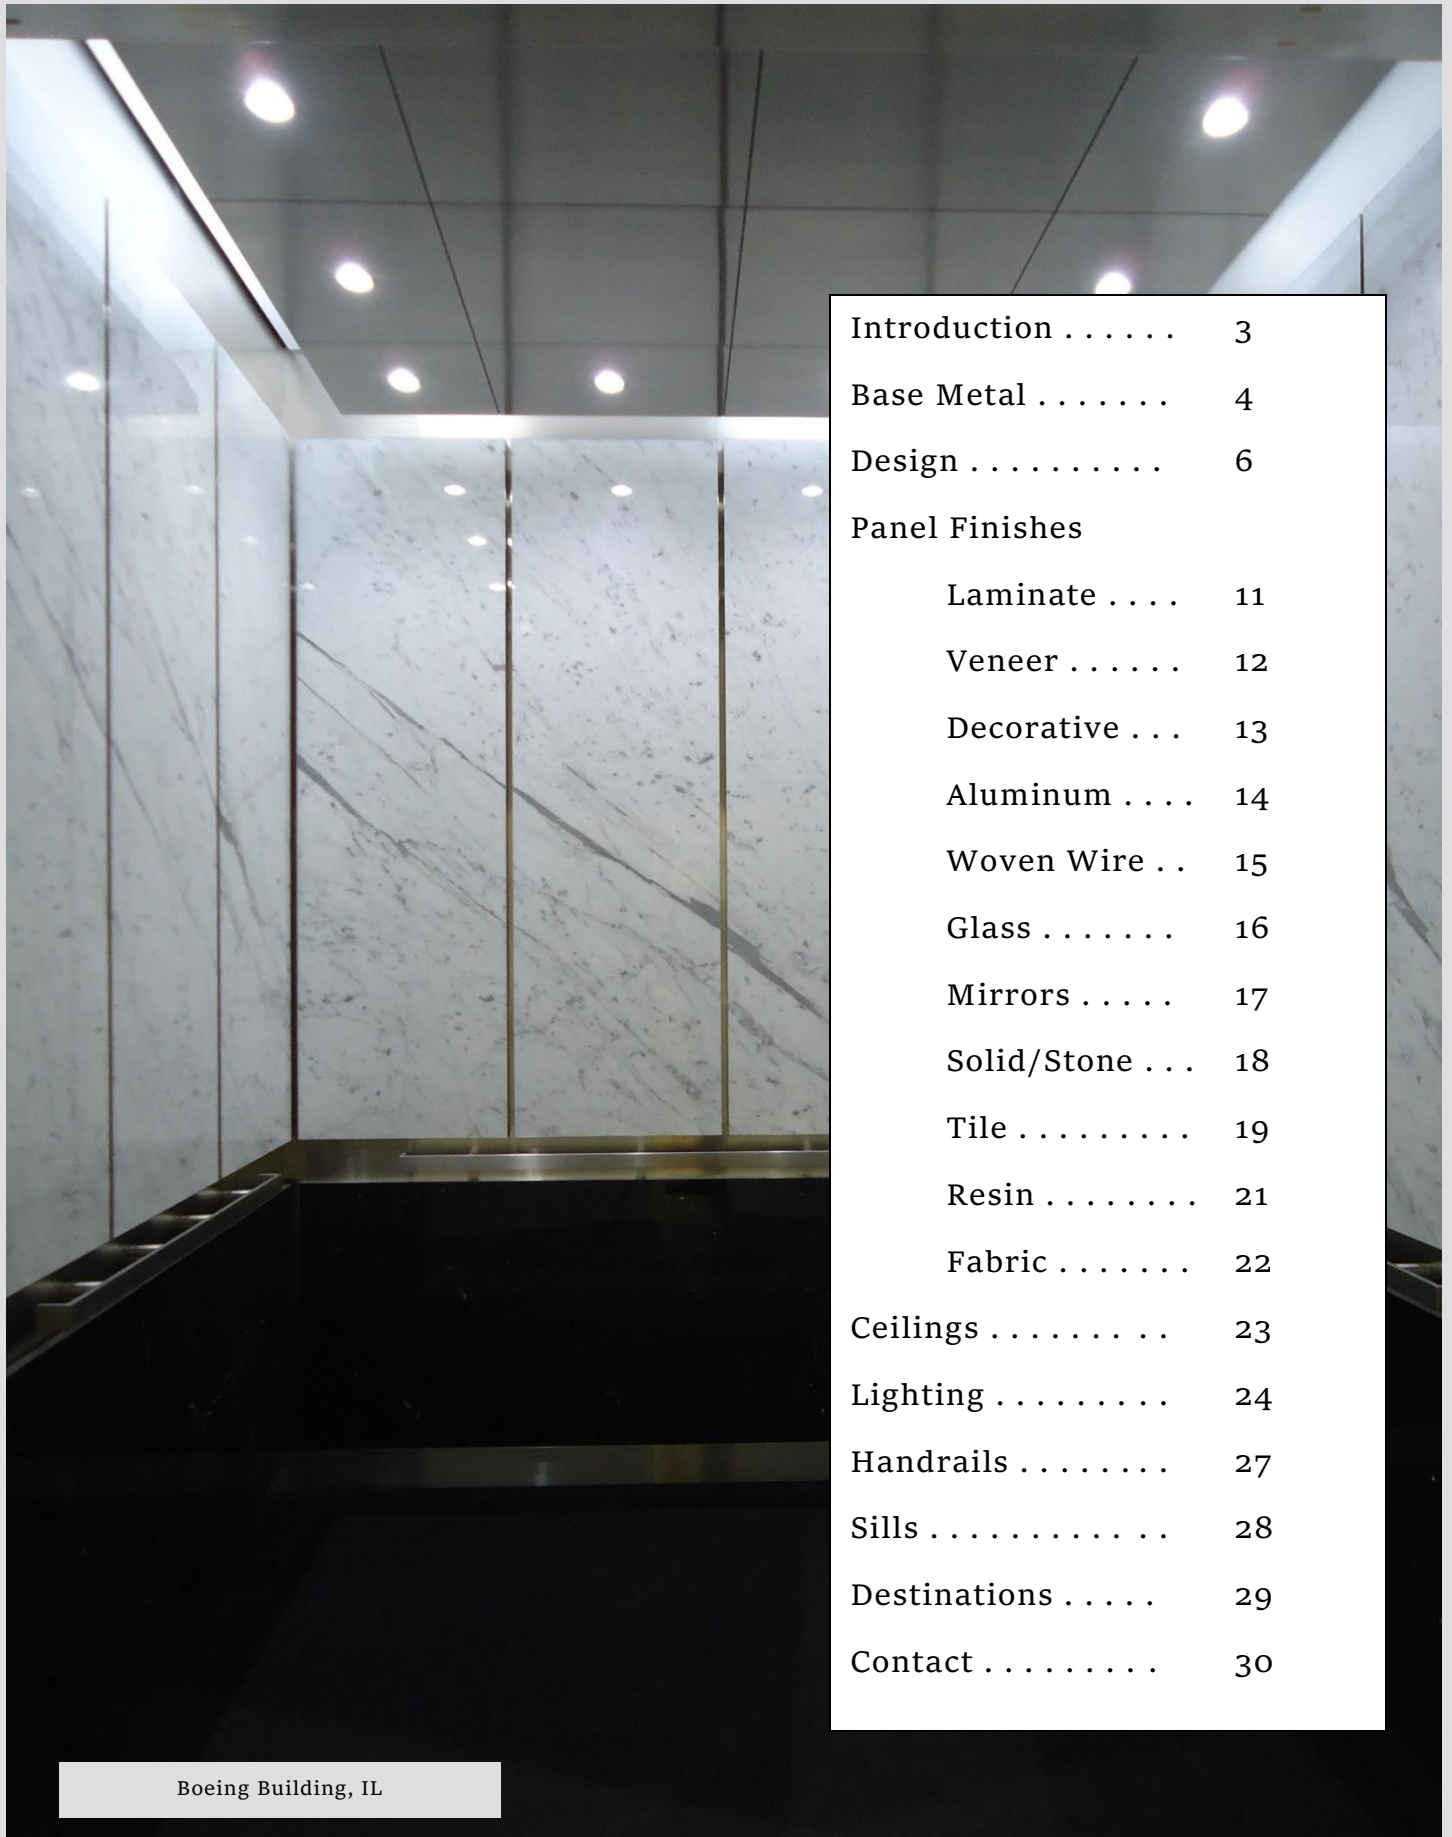 Introduction . . . . . . 3
Base Metal . . . . . . . 4
Design . . . . . . . . . . 6
Panel Finishes
Laminate . . . . 11
Veneer . . . . . . 12
Decorative . . . 13
Aluminum . . . . 14
Woven Wire . . 15
Glass . . . . . . . 16
Mirrors . . . . . 17
Solid/Stone . . . 18
Tile . . . . . . . . . 19
Resin . . . . . . . . 21
Fabric . . . . . . . 22
Ceilings . . . . . . . . . 23
Lighting . . . . . . . . . 24
Handrails . . . . . . . . 27
Sills . . . . . . . . . . . . 28
Destinations . . . . . 29
Contact . . . . . . . . . 30
Boeing Building, IL